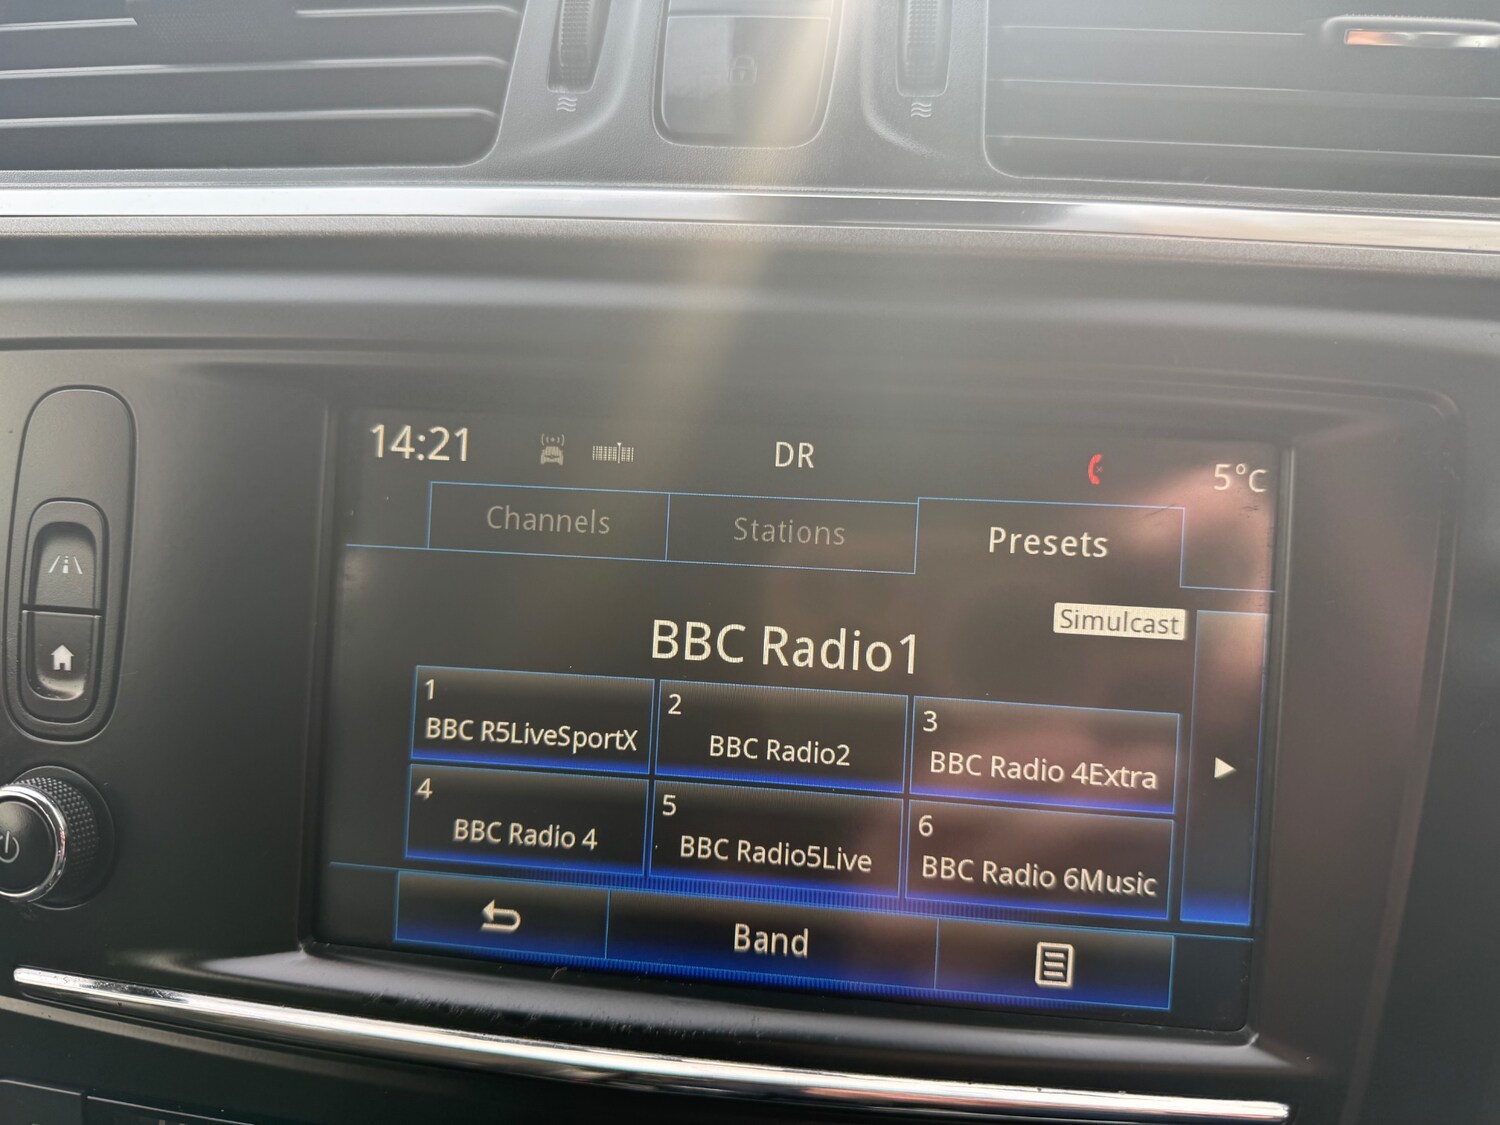 14:21 DR 5°C
Channels Stations Presets
Simulcast
BBC Radio1
1 2 3
BBC R5LiveSportX BBC Radio2 BBC Radio 4Extra
4 5 6
BBC Radio 4 BBC Radio5Live BBC Radio 6Music
Band